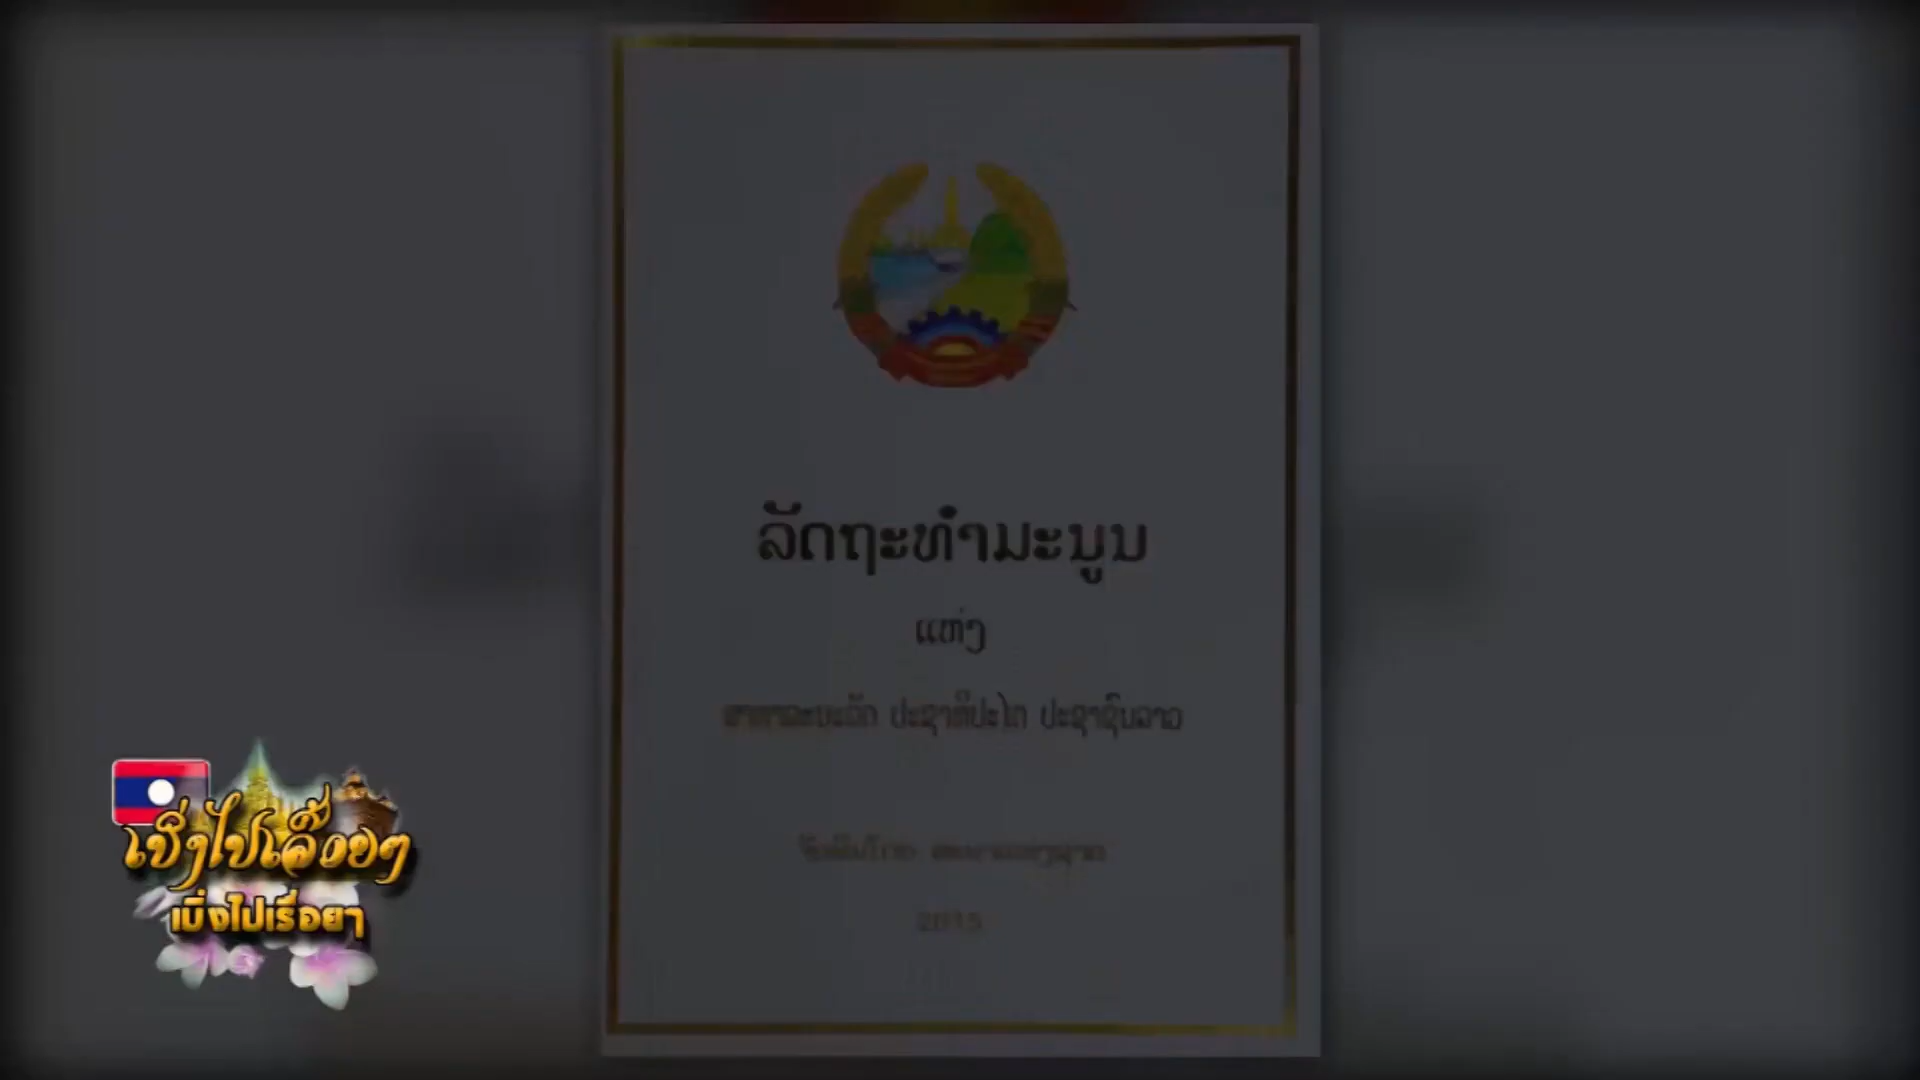 ລັດຖະທຳມະນູນ
ແຫ່ງ
ສາທາລະນະລັດ ປະຊາທິປະໄຕ ປະຊາຊົນລາວ
2015
ເບິ່ງໄປເລື້ອຍໆ
เบิ่งไปเรื่อยๆ